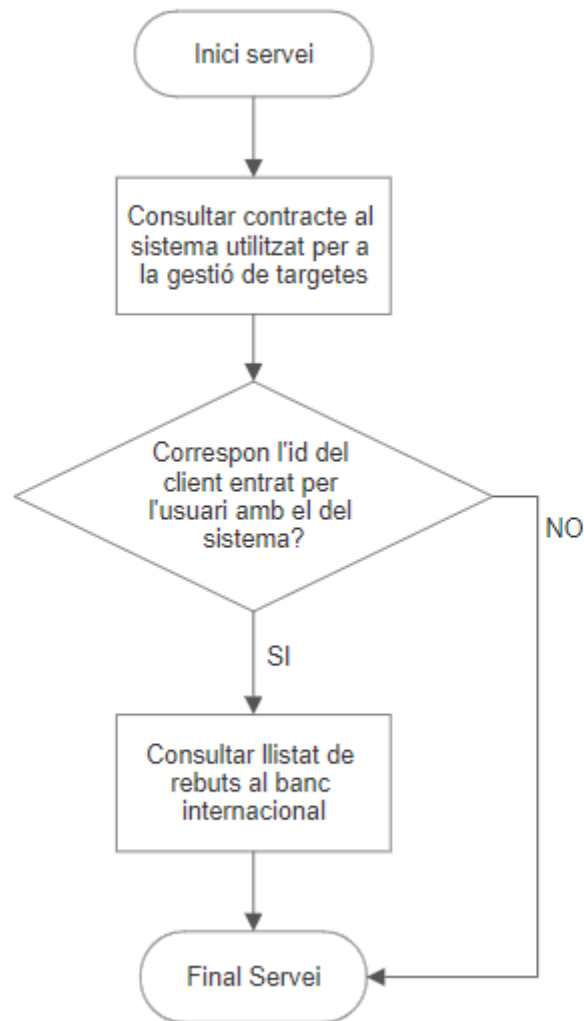 Inici servei
Consultar contracte al
sistema utilitzat per a
la gestió de targetes
Correspon l'id del
client entrat per
l'usuari amb el del
sistema?
NO
SI
Consultar llistat de
rebuts al banc
internacional
Final Servei